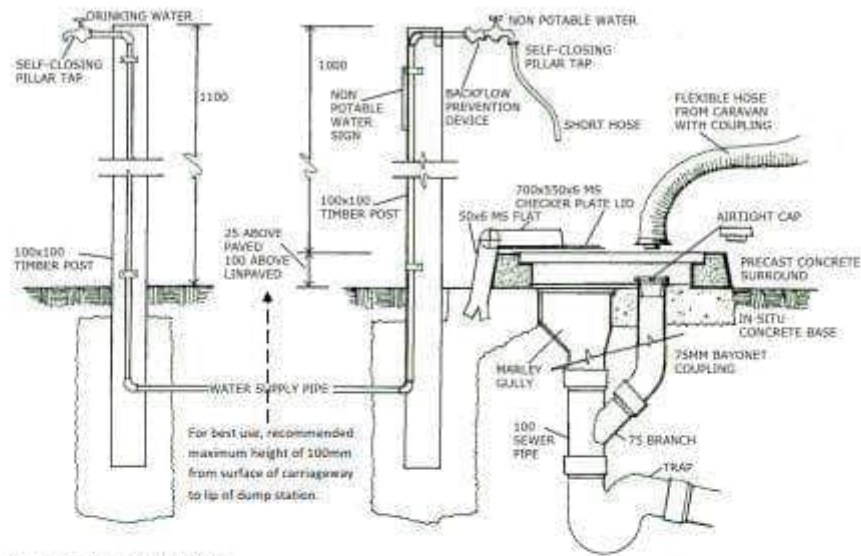 DRINKING WATER
SELF-CLOSING
PILLAR TAP
1100
100x100
TIMBER POST
NON POTABLE WATER
SELF-CLOSING
PILLAR TAP
1000
NON
POTABLE
WATER
SIGN
BACKFLOW
PREVENTION
DEVICE
SHORT HOSE
FLEXIBLE HOSE
FROM CARAVAN
WITH COUPLING
100x100
TIMBER POST
25 ABOVE
PAVED
100 ABOVE
UNPAVED
50x6 MS FLAT
700x550x6 MS
CHECKER PLATE LID
AIRTIGHT CAP
PRECAST CONCRETE
SURROUND
IN-SITU
CONCRETE BASE
75MM BAYONET
COUPLING
MARLEY
GULLY
WATER SUPPLY PIPE
100
SEWER
PIPE
75 BRANCH
TRAP
For best use, recommended
maximum height of 100mm
from surface of carriageway
to lip of dump station.